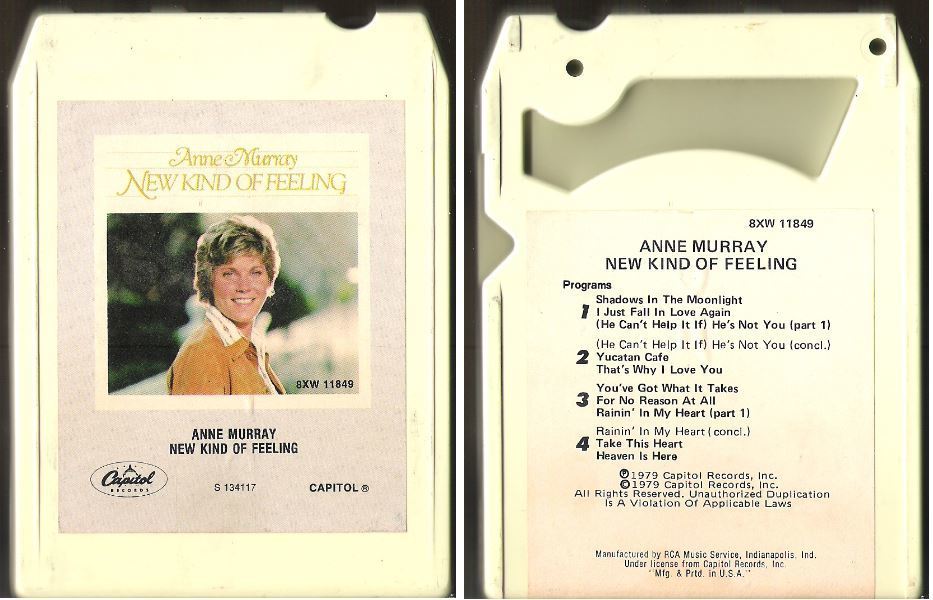 Anne Murray
NEW KIND OF FEELING
8XW 11849
ANNE MURRAY
NEW KIND OF FEELING
Capitol
RECORDS
S 134117
CAPITOL ®
8XW 11849
ANNE MURRAY
NEW KIND OF FEELING
Programs
1 Shadows In The Moonlight
I Just Fall In Love Again
(He Can't Help It If) He's Not You (part 1)
(He Can't Help It If) He's Not You (concl.)
2 Yucatan Cafe
That's Why I Love You
You've Got What It Takes
3 For No Reason At All
Rainin' In My Heart (part 1)
Rainin' In My Heart (concl.)
4 Take This Heart
Heaven Is Here
℗1979 Capitol Records, Inc.
©1979 Capitol Records, Inc.
All Rights Reserved. Unauthorized Duplication
Is A Violation Of Applicable Laws
Manufactured by RCA Music Service, Indianapolis, Ind.
Under license from Capitol Records, Inc.
"Mfg. & Prtd. in U.S.A."